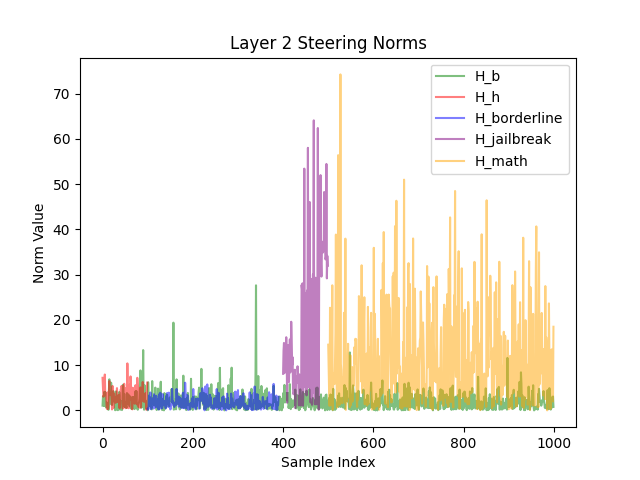 Layer 2 Steering Norms
H_b
H_h
H_borderline
H_jailbreak
H_math
Norm Value
70
60
50
40
30
20
10
0
0
200
400
600
800
1000
Sample Index